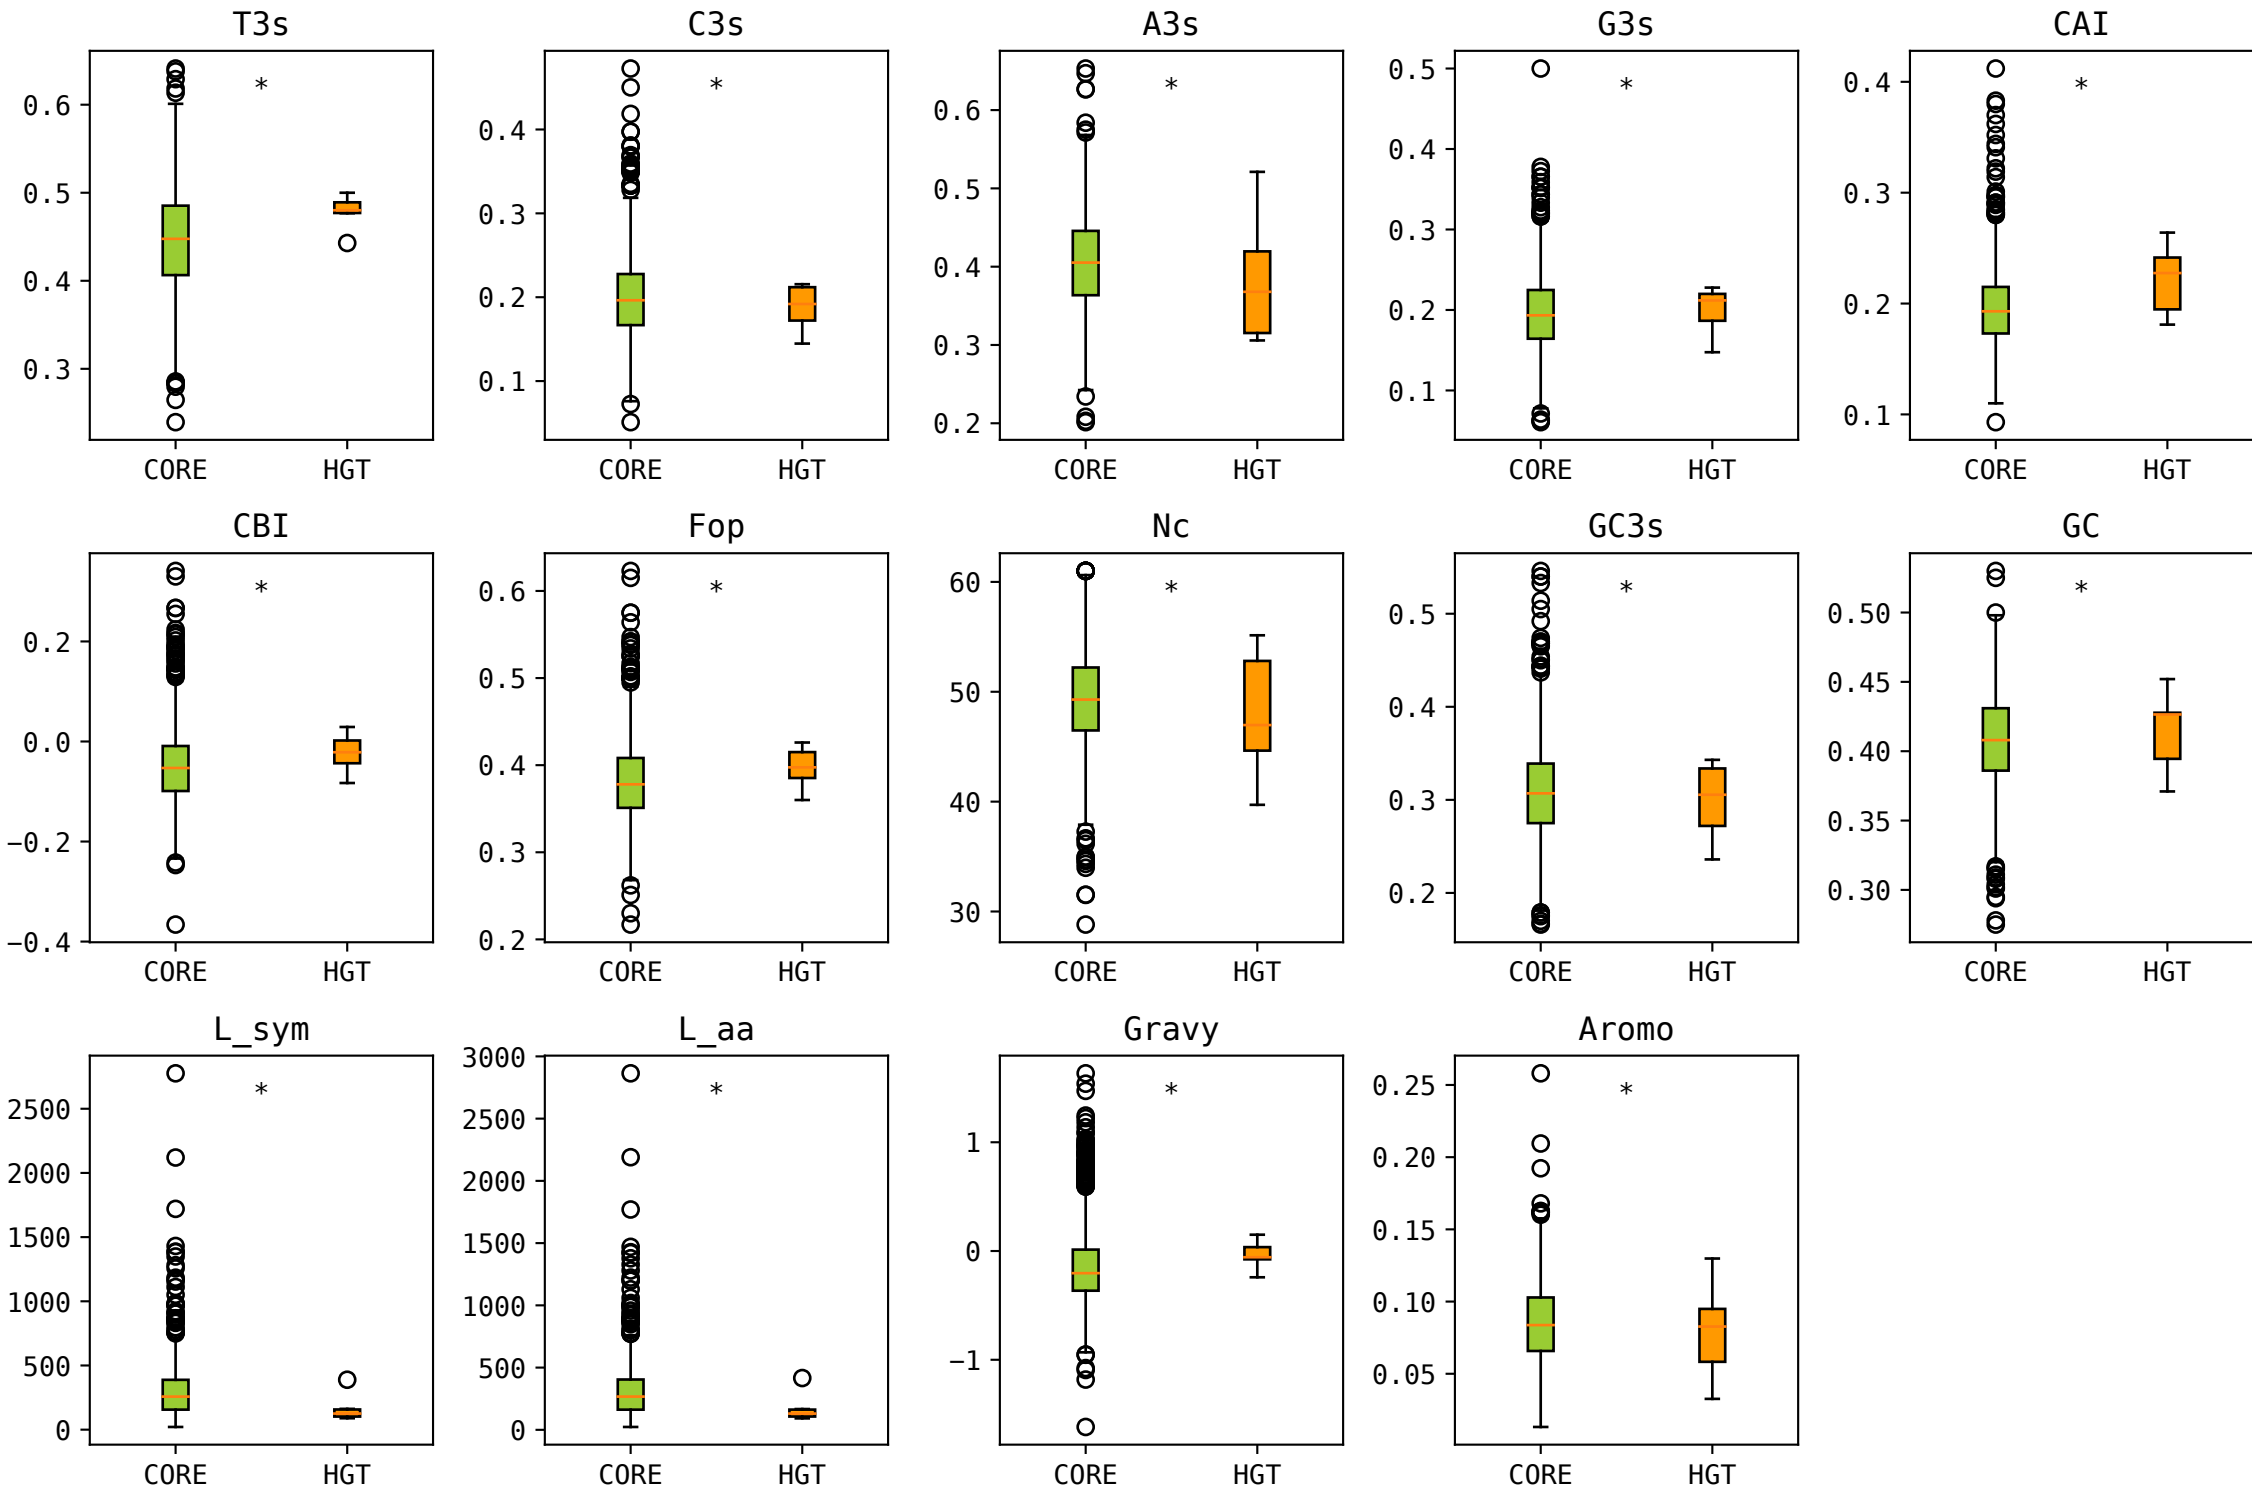 T3s C3s A3s G3s CAI
* * * * *
0.6 0.5 0.4 0.3
0.4 0.3 0.2 0.1
0.6 0.5 0.4 0.3 0.2
0.5 0.4 0.3 0.2 0.1
0.4 0.3 0.2 0.1
CORE HGT CORE HGT CORE HGT CORE HGT CORE HGT
CBI Fop Nc GC3s GC
* * * * *
0.2 0.0 −0.2 −0.4
0.6 0.5 0.4 0.3 0.2
60 50 40 30
0.5 0.4 0.3 0.2
0.50 0.45 0.40 0.35 0.30
CORE HGT CORE HGT CORE HGT CORE HGT CORE HGT
L_sym L_aa Gravy Aromo
* * * *
2500 2000 1500 1000 500 0
3000 2500 2000 1500 1000 500 0
1 0 −1
0.25 0.20 0.15 0.10 0.05
CORE HGT CORE HGT CORE HGT CORE HGT